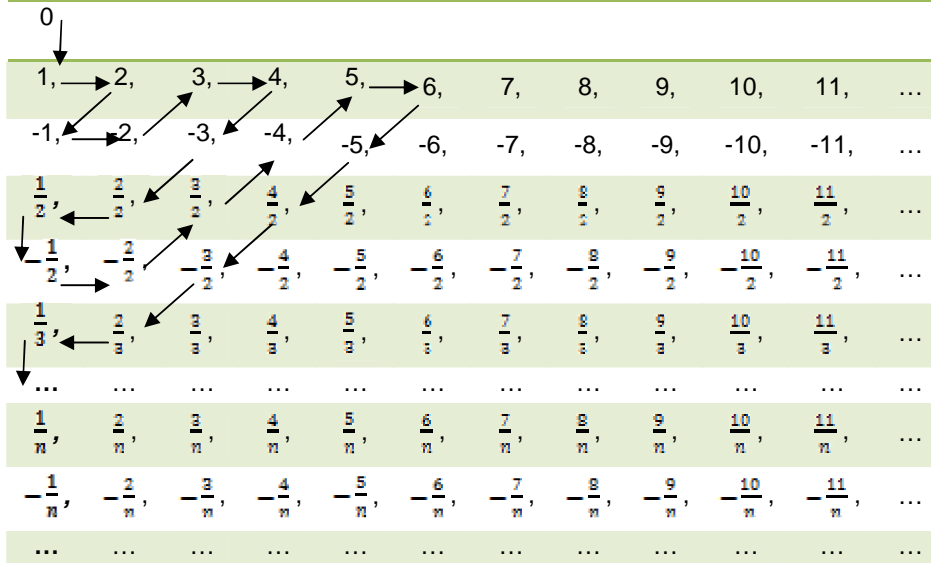 0
1, 2, 3, 4, 5, 6, 7, 8, 9, 10, 11, ...
-1, -2, -3, -4, -5, -6, -7, -8, -9, -10, -11, ...
1/2, 2/2, 3/2, 4/2, 5/2, 6/2, 7/2, 8/2, 9/2, 10/2, 11/2, ...
-1/2, -2/2, -3/2, -4/2, -5/2, -6/2, -7/2, -8/2, -9/2, -10/2, -11/2, ...
1/3, 2/3, 3/3, 4/3, 5/3, 6/3, 7/3, 8/3, 9/3, 10/3, 11/3, ...
... ... ... ... ... ... ... ... ... ... ... ...
1/n, 2/n, 3/n, 4/n, 5/n, 6/n, 7/n, 8/n, 9/n, 10/n, 11/n, ...
-1/n, -2/n, -3/n, -4/n, -5/n, -6/n, -7/n, -8/n, -9/n, -10/n, -11/n, ...
... ... ... ... ... ... ... ... ... ... ... ...